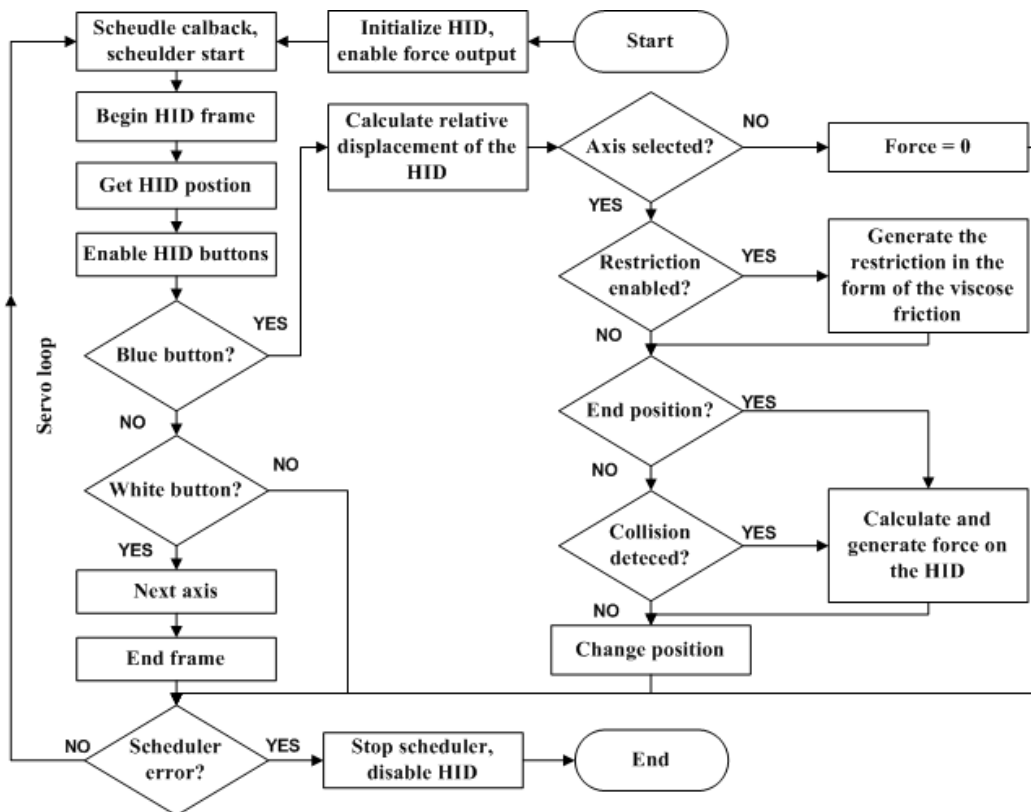 Start
Initialize HID,
enable force output
Scheudle calback,
scheulder start
Begin HID frame
Get HID postion
Enable HID buttons
Blue button?
YES
NO
White button?
NO
YES
Next axis
End frame
Scheduler
error?
NO
YES
Stop scheduler,
disable HID
End
Servo loop
Calculate relative
displacement of the
HID
Axis selected?
NO
Force = 0
YES
Restriction
enabled?
YES
Generate the
restriction in the
form of the viscose
friction
NO
End position?
YES
NO
Collision
deteced?
YES
Calculate and
generate force on
the HID
NO
Change position